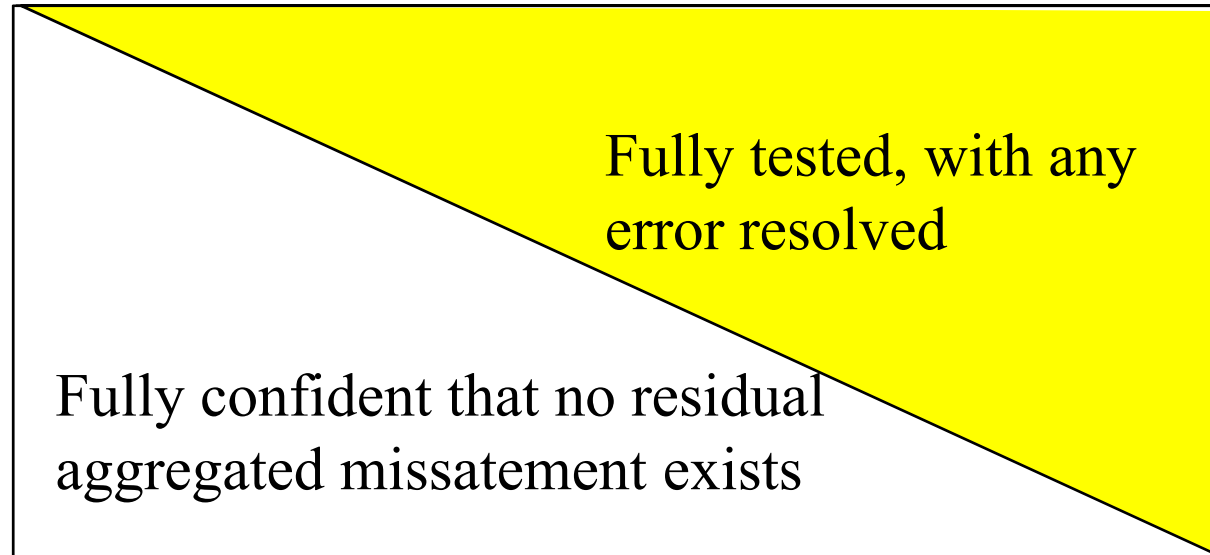 Fully tested, with any
error resolved
Fully confident that no residual
aggregated missatement exists